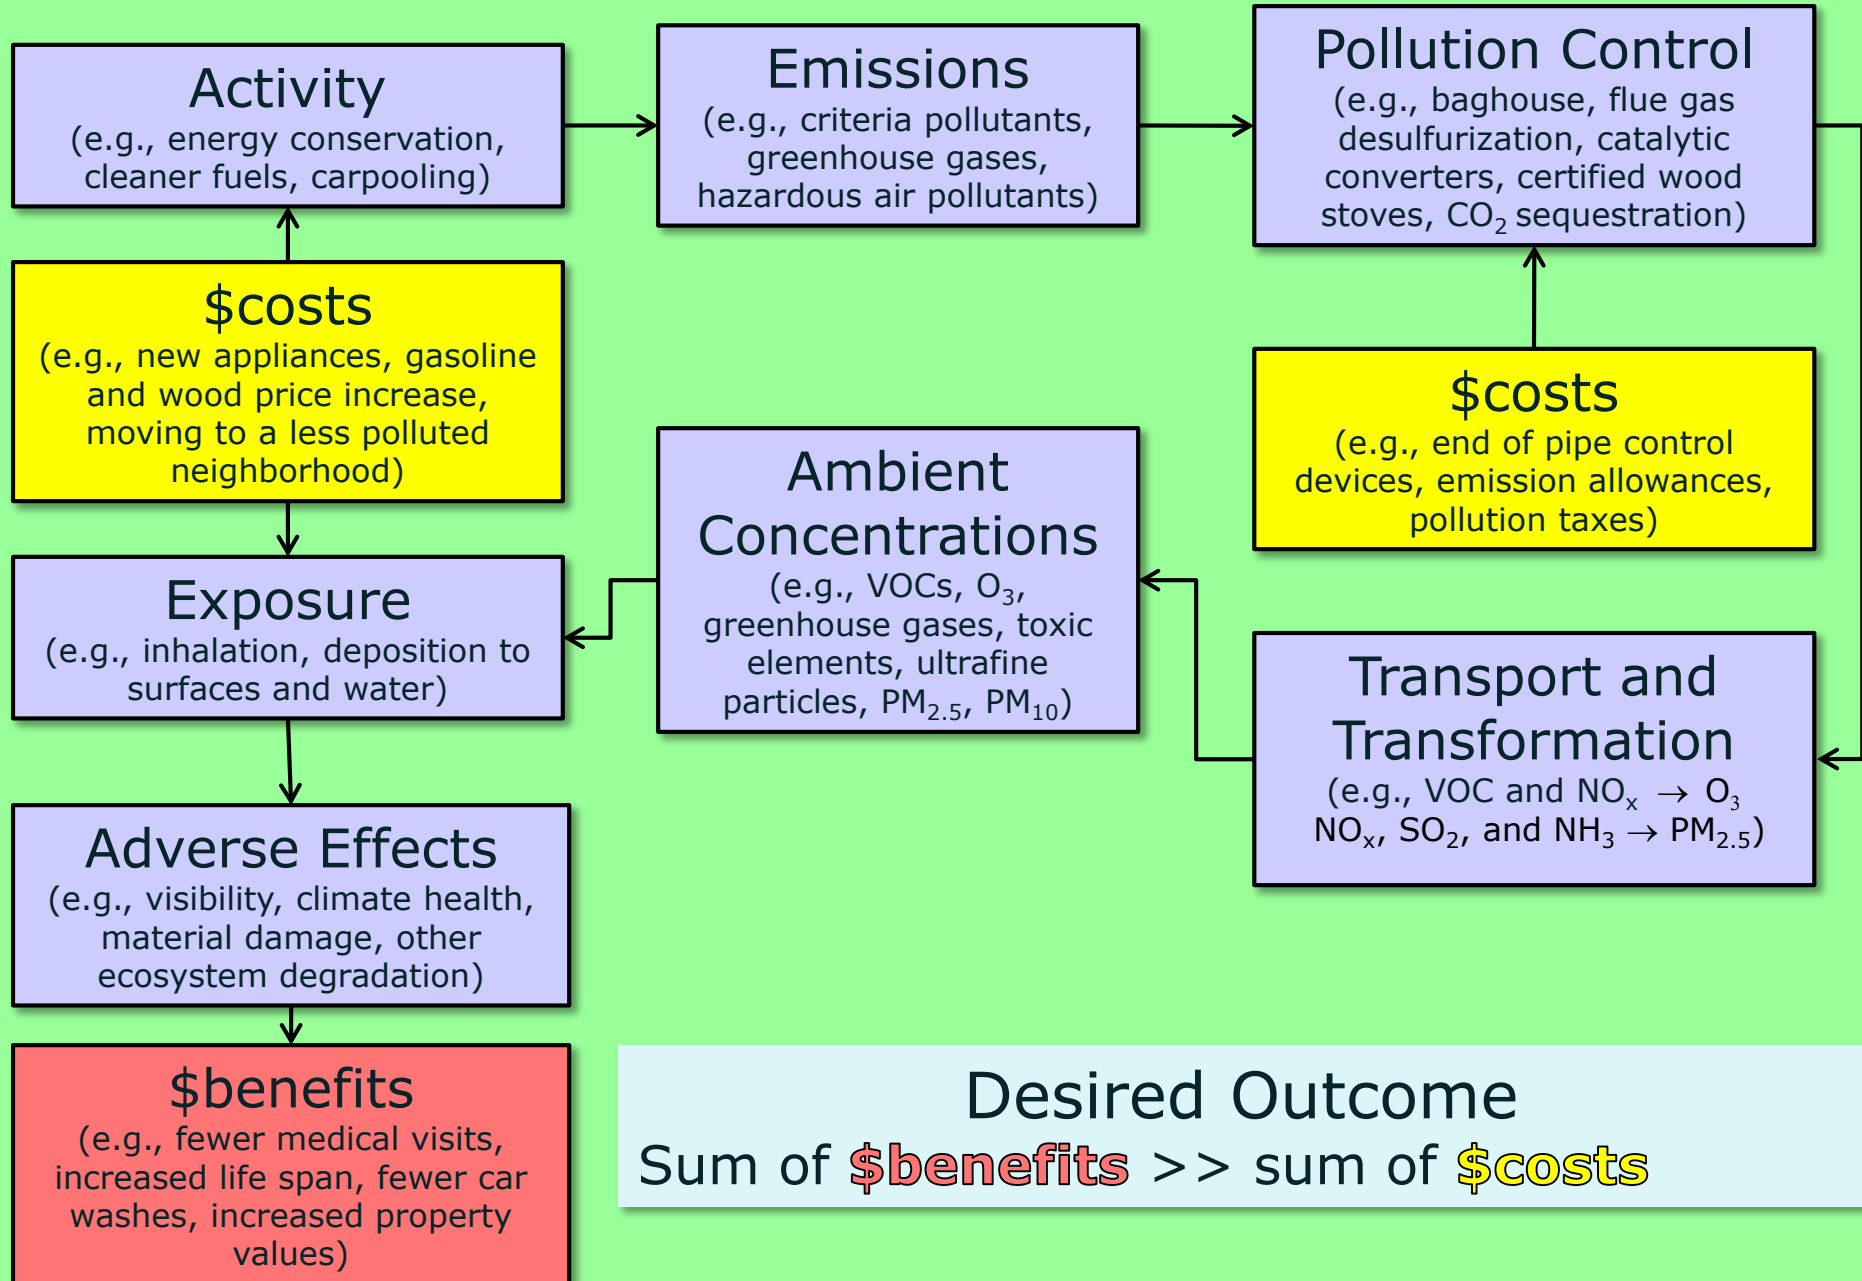 Activity
(e.g., energy conservation,
cleaner fuels, carpooling)
Emissions
(e.g., criteria pollutants,
greenhouse gases,
hazardous air pollutants)
Pollution Control
(e.g., baghouse, flue gas
desulfurization, catalytic
converters, certified wood
stoves, CO₂ sequestration)
$costs
(e.g., new appliances, gasoline
and wood price increase,
moving to a less polluted
neighborhood)
$costs
(e.g., end of pipe control
devices, emission allowances,
pollution taxes)
Ambient
Concentrations
(e.g., VOCs, O₃,
greenhouse gases, toxic
elements, ultrafine
particles, PM₂.₅, PM₁₀)
Exposure
(e.g., inhalation, deposition to
surfaces and water)
Transport and
Transformation
(e.g., VOC and NOₓ → O₃
NOₓ, SO₂, and NH₃ → PM₂.₅)
Adverse Effects
(e.g., visibility, climate health,
material damage, other
ecosystem degradation)
$benefits
(e.g., fewer medical visits,
increased life span, fewer car
washes, increased property
values)
Desired Outcome
Sum of $benefits >> sum of $costs